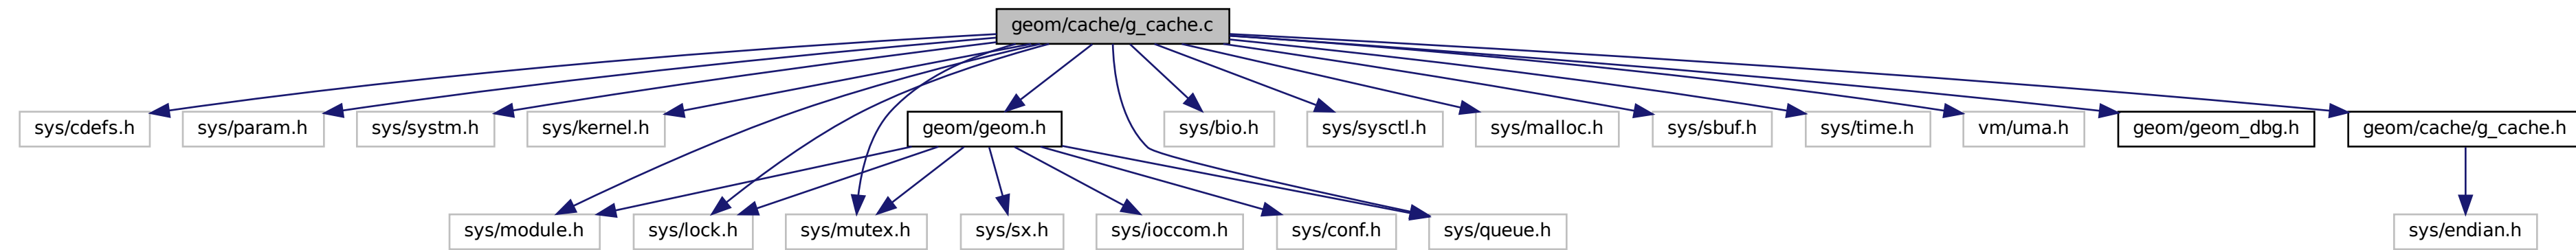 geom/cache/g_cache.c
sys/cdefs.h
sys/param.h
sys/systm.h
sys/kernel.h
geom/geom.h
sys/bio.h
sys/sysctl.h
sys/malloc.h
sys/sbuf.h
sys/time.h
vm/uma.h
geom/geom_dbg.h
geom/cache/g_cache.h
sys/module.h
sys/lock.h
sys/mutex.h
sys/sx.h
sys/ioccom.h
sys/conf.h
sys/queue.h
sys/endian.h